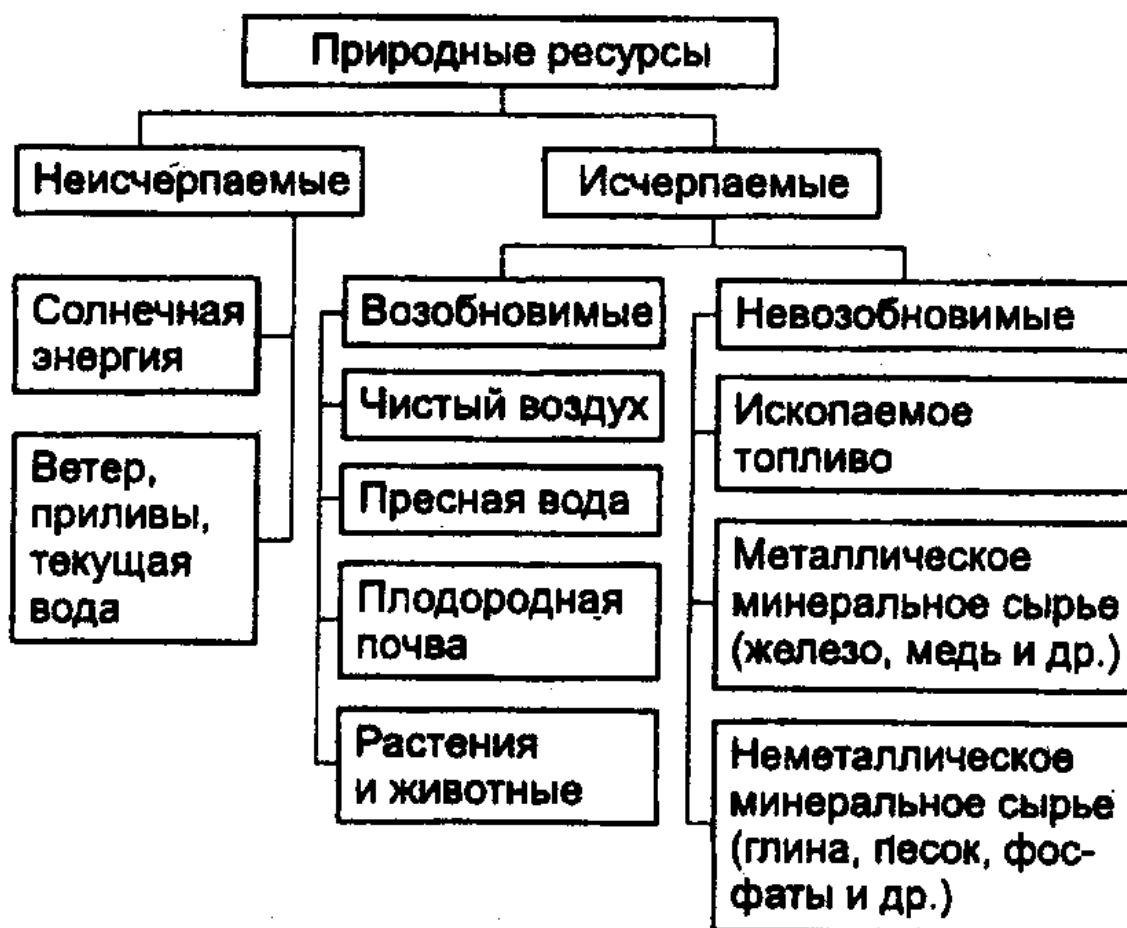 Природные ресурсы
Неисчерпаемые
Исчерпаемые
Солнечная
энергия
Ветер,
приливы,
текущая
вода
Возобновимые
Чистый воздух
Пресная вода
Плодородная
почва
Растения
и животные
Невозобновимые
Ископаемое
топливо
Металлическое
минеральное сырье
(железо, медь и др.)
Неметаллическое
минеральное сырье
(глина, песок, фос-
фаты и др.)